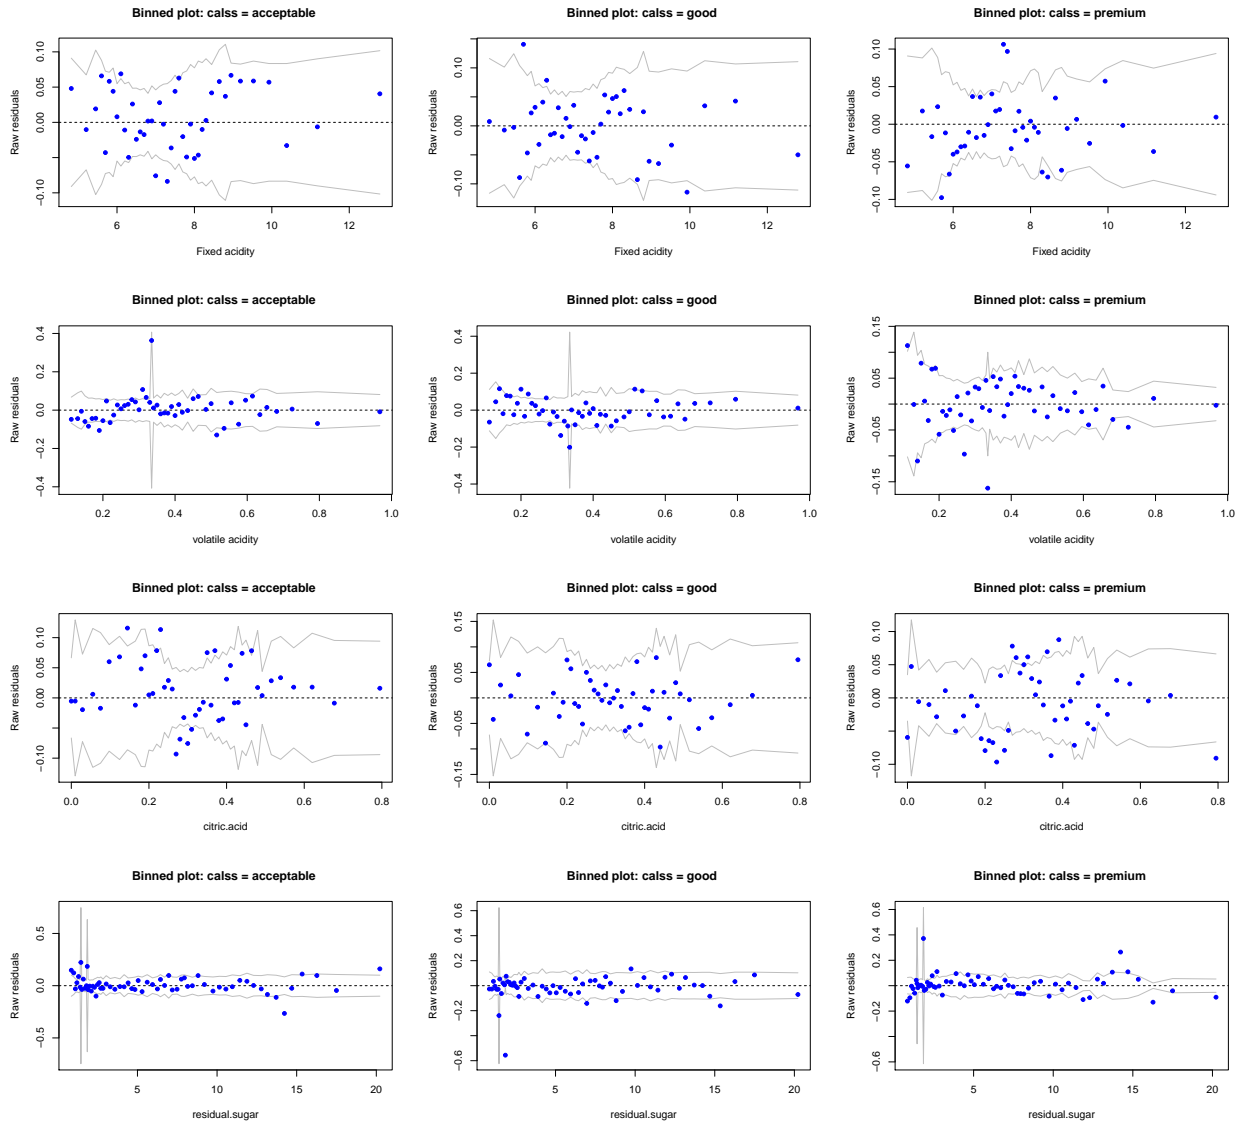 Binned plot: calss = acceptable
Raw residuals
0.10
0.05
0.00
−0.10
6
8
10
12
Fixed acidity
Binned plot: calss = good
Raw residuals
0.10
0.00
−0.10
6
8
10
12
Fixed acidity
Binned plot: calss = premium
Raw residuals
0.10
0.05
0.00
−0.05
−0.10
6
8
10
12
Fixed acidity
Binned plot: calss = acceptable
Raw residuals
0.4
0.2
0.0
−0.2
−0.4
0.2
0.4
0.6
0.8
1.0
volatile acidity
Binned plot: calss = good
Raw residuals
0.4
0.2
0.0
−0.2
−0.4
0.2
0.4
0.6
0.8
1.0
volatile acidity
Binned plot: calss = premium
Raw residuals
0.15
0.05
−0.05
−0.15
0.2
0.4
0.6
0.8
1.0
volatile acidity
Binned plot: calss = acceptable
Raw residuals
0.10
0.05
0.00
−0.10
0.0
0.2
0.4
0.6
0.8
citric.acid
Binned plot: calss = good
Raw residuals
0.15
0.05
−0.05
−0.15
0.0
0.2
0.4
0.6
0.8
citric.acid
Binned plot: calss = premium
Raw residuals
0.10
0.05
0.00
−0.10
0.0
0.2
0.4
0.6
0.8
citric.acid
Binned plot: calss = acceptable
Raw residuals
0.5
0.0
−0.5
5
10
15
20
residual.sugar
Binned plot: calss = good
Raw residuals
0.6
0.4
0.2
0.0
−0.2
−0.6
5
10
15
20
residual.sugar
Binned plot: calss = premium
Raw residuals
0.6
0.4
0.2
0.0
−0.2
−0.6
5
10
15
20
residual.sugar